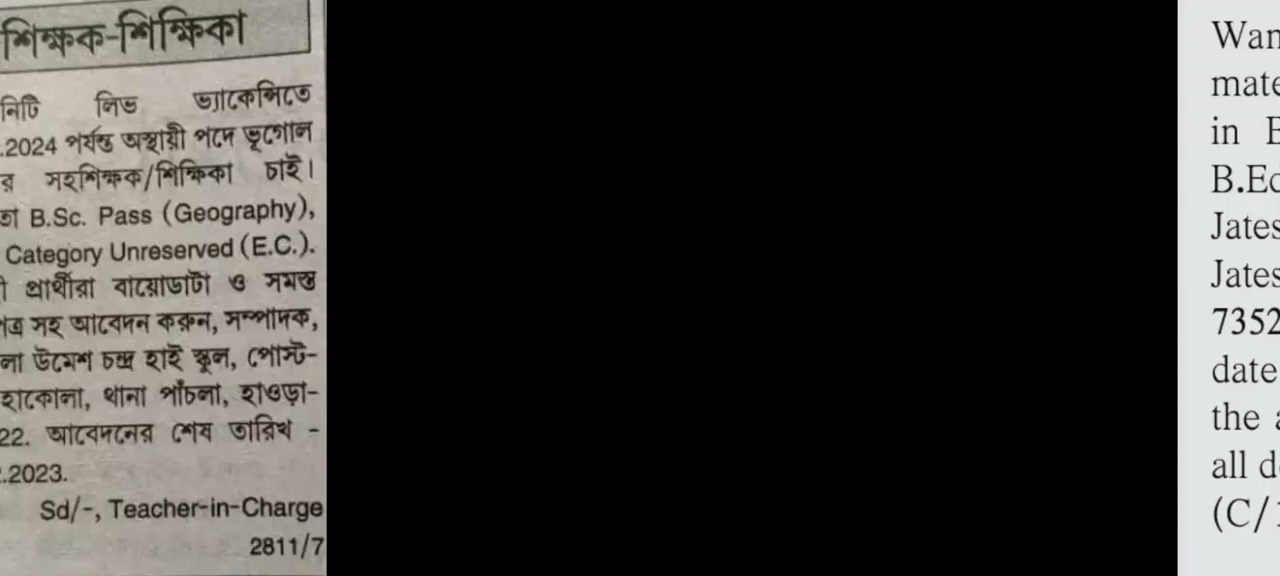 শিক্ষক-শিক্ষিকা
নিটি লিভ ভ্যাকেন্সিতে
.2024 পর্যন্ত অস্থায়ী পদে ভূগোল
র সহশিক্ষক/শিক্ষিকা চাই।
তা B.Sc. Pass (Geography),
Category Unreserved (E.C.).
ী প্রার্থীরা বায়োডাটা ও সমস্ত
পত্র সহ আবেদন করুন, সম্পাদক,
লা উমেশ চন্দ্র হাই স্কুল, পোস্ট-
হাকোলা, থানা পাঁচলা, হাওড়া-
22. আবেদনের শেষ তারিখ -
.2023.
Sd/-, Teacher-in-Charge
2811/7
Wan
mate
in E
B.Ed
Jates
Jates
7352
date
the a
all de
(C/1